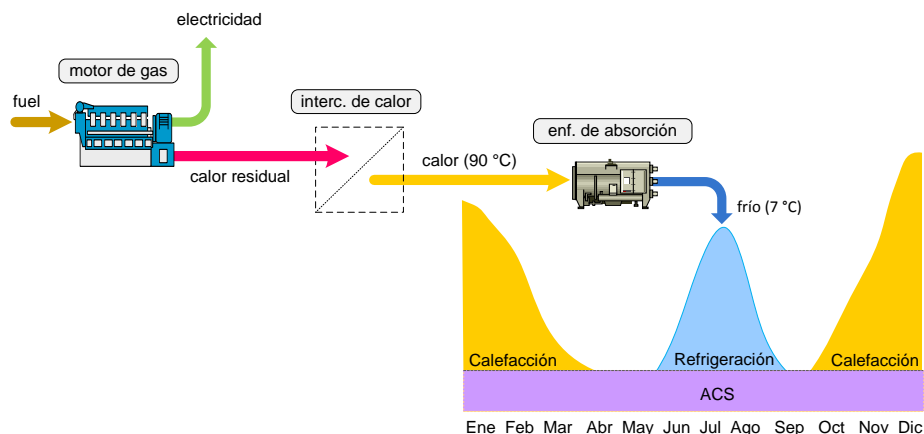 electricidad
motor de gas
fuel
interc. de calor
enf. de absorción
calor residual
calor (90 °C)
frío (7 °C)
Calefacción
Refrigeración
Calefacción
ACS
Ene Feb Mar Abr May Jun Jul Ago Sep Oct Nov Dic